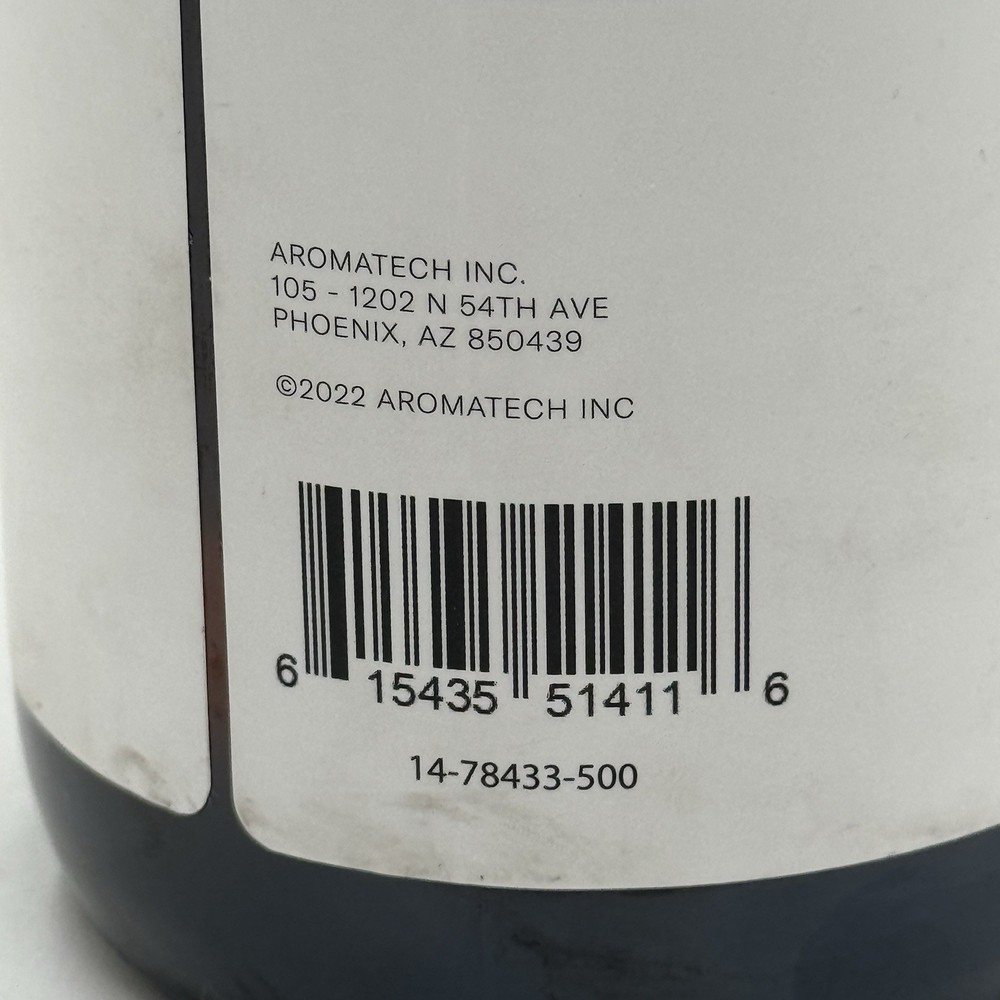 AROMATECH INC.
105 - 1202 N 54TH AVE
PHOENIX, AZ 850439
©2022 AROMATECH INC
6 15435 51411 6
14-78433-500